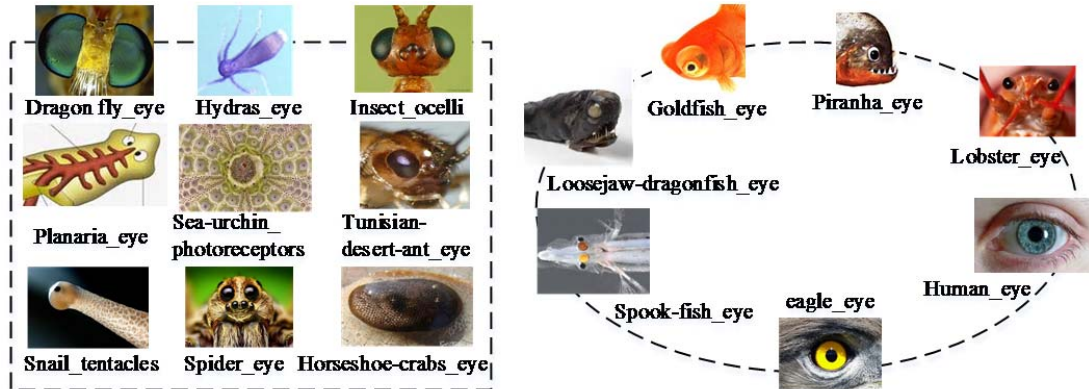 Dragon fly_eye
Hydras_eye
Insect_ocelli
Planaria_eye
Sea-urchin_
photoreceptors
Tunisian-
desert-ant_eye
Snail_tentacles
Spider_eye
Horseshoe-crabs_eye
Goldfish_eye
Piranha_eye
Lobster_eye
Loosejaw-dragonfish_eye
Human_eye
Spook-fish_eye
eagle_eye